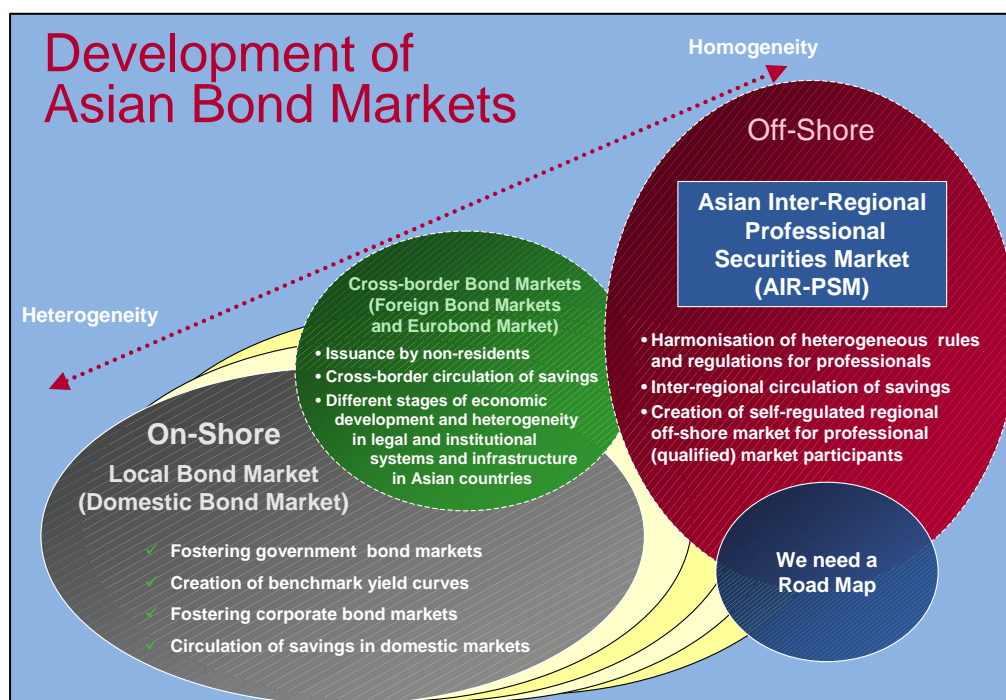 Development of
Asian Bond Markets
Homogeneity
Heterogeneity
Off-Shore
Asian Inter-Regional
Professional
Securities Market
(AIR-PSM)
• Harmonisation of heterogeneous rules
and regulations for professionals
• Inter-regional circulation of savings
• Creation of self-regulated regional
off-shore market for professional
(qualified) market participants
Cross-border Bond Markets
(Foreign Bond Markets
and Eurobond Market)
• Issuance by non-residents
• Cross-border circulation of savings
• Different stages of economic
development and heterogeneity
in legal and institutional
systems and infrastructure
in Asian countries
On-Shore
Local Bond Market
(Domestic Bond Market)
✓ Fostering government bond markets
✓ Creation of benchmark yield curves
✓ Fostering corporate bond markets
✓ Circulation of savings in domestic markets
We need a
Road Map